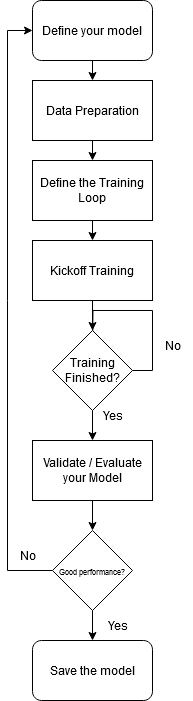 Define your model
Data Preparation
Define the Training
Loop
Kickoff Training
Training
Finished?
No
Yes
Validate / Evaluate
your Model
Good performance?
No
Yes
Save the model